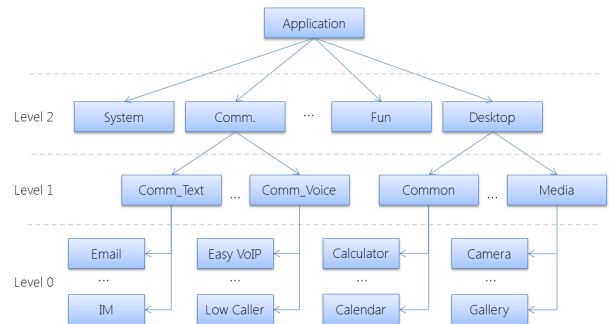 Application
Level 2
System
Comm.
...
Fun
Desktop
Level 1
Comm_Text
...
Comm_Voice
Common
...
Media
Level 0
Email
Easy VoIP
Calculator
Camera
...
...
...
...
IM
Low Caller
Calendar
Gallery